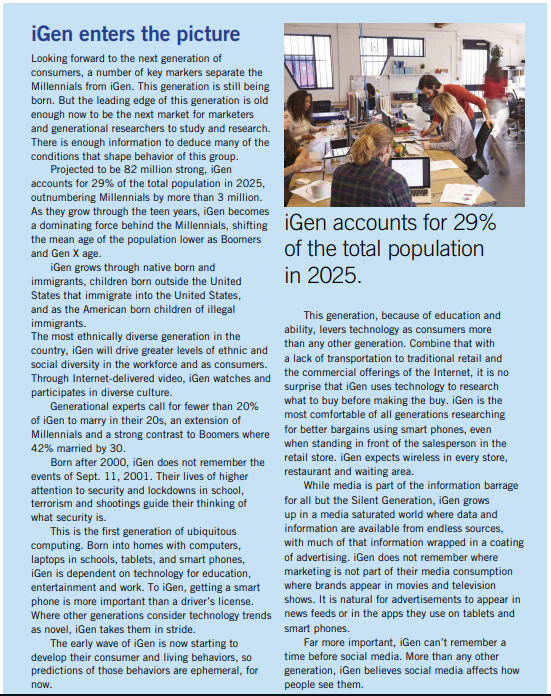 iGen enters the picture
Looking forward to the next generation of
consumers, a number of key markers separate the
Millennials from iGen. This generation is still being
born. But the leading edge of this generation is old
enough now to be the next market for marketers
and generational researchers to study and research.
There is enough information to deduce many of the
conditions that shape behavior of this group.
Projected to be 82 million strong, iGen
accounts for 29% of the total population in 2025,
outnumbering Millennials by more than 3 million.
As they grow through the teen years, iGen becomes
a dominating force behind the Millennials, shifting
the mean age of the population lower as Boomers
and Gen X age.
iGen grows through native born and
immigrants, children born outside the United
States that immigrate into the United States,
and as the American born children of illegal
immigrants.
The most ethnically diverse generation in the
country, iGen will drive greater levels of ethnic and
social diversity in the workforce and as consumers.
Through Internet-delivered video, iGen watches and
participates in diverse culture.
Generational experts call for fewer than 20%
of iGen to marry in their 20s, an extension of
Millennials and a strong contrast to Boomers where
42% married by 30.
Born after 2000, iGen does not remember the
events of Sept. 11, 2001. Their lives of higher
attention to security and lockdowns in school,
terrorism and shootings guide their thinking of
what security is.
This is the first generation of ubiquitous
computing. Born into homes with computers,
laptops in schools, tablets, and smart phones,
iGen is dependent on technology for education,
entertainment and work. To iGen, getting a smart
phone is more important than a driver's license.
Where other generations consider technology trends
as novel, iGen takes them in stride.
The early wave of iGen is now starting to
develop their consumer and living behaviors, so
predictions of those behaviors are ephemeral, for
now.
iGen accounts for 29%
of the total population
in 2025.
This generation, because of education and
ability, levers technology as consumers more
than any other generation. Combine that with
a lack of transportation to traditional retail and
the commercial offerings of the Internet, it is no
surprise that iGen uses technology to research
what to buy before making the buy. iGen is the
most comfortable of all generations researching
for better bargains using smart phones, even
when standing in front of the salesperson in the
retail store. iGen expects wireless in every store,
restaurant and waiting area.
While media is part of the information barrage
for all but the Silent Generation, iGen grows
up in a media saturated world where data and
information are available from endless sources,
with much of that information wrapped in a coating
of advertising. iGen does not remember where
marketing is not part of their media consumption
where brands appear in movies and television
shows. It is natural for advertisements to appear in
news feeds or in the apps they use on tablets and
smart phones.
Far more important, iGen can't remember a
time before social media. More than any other
generation, iGen believes social media affects how
people see them.